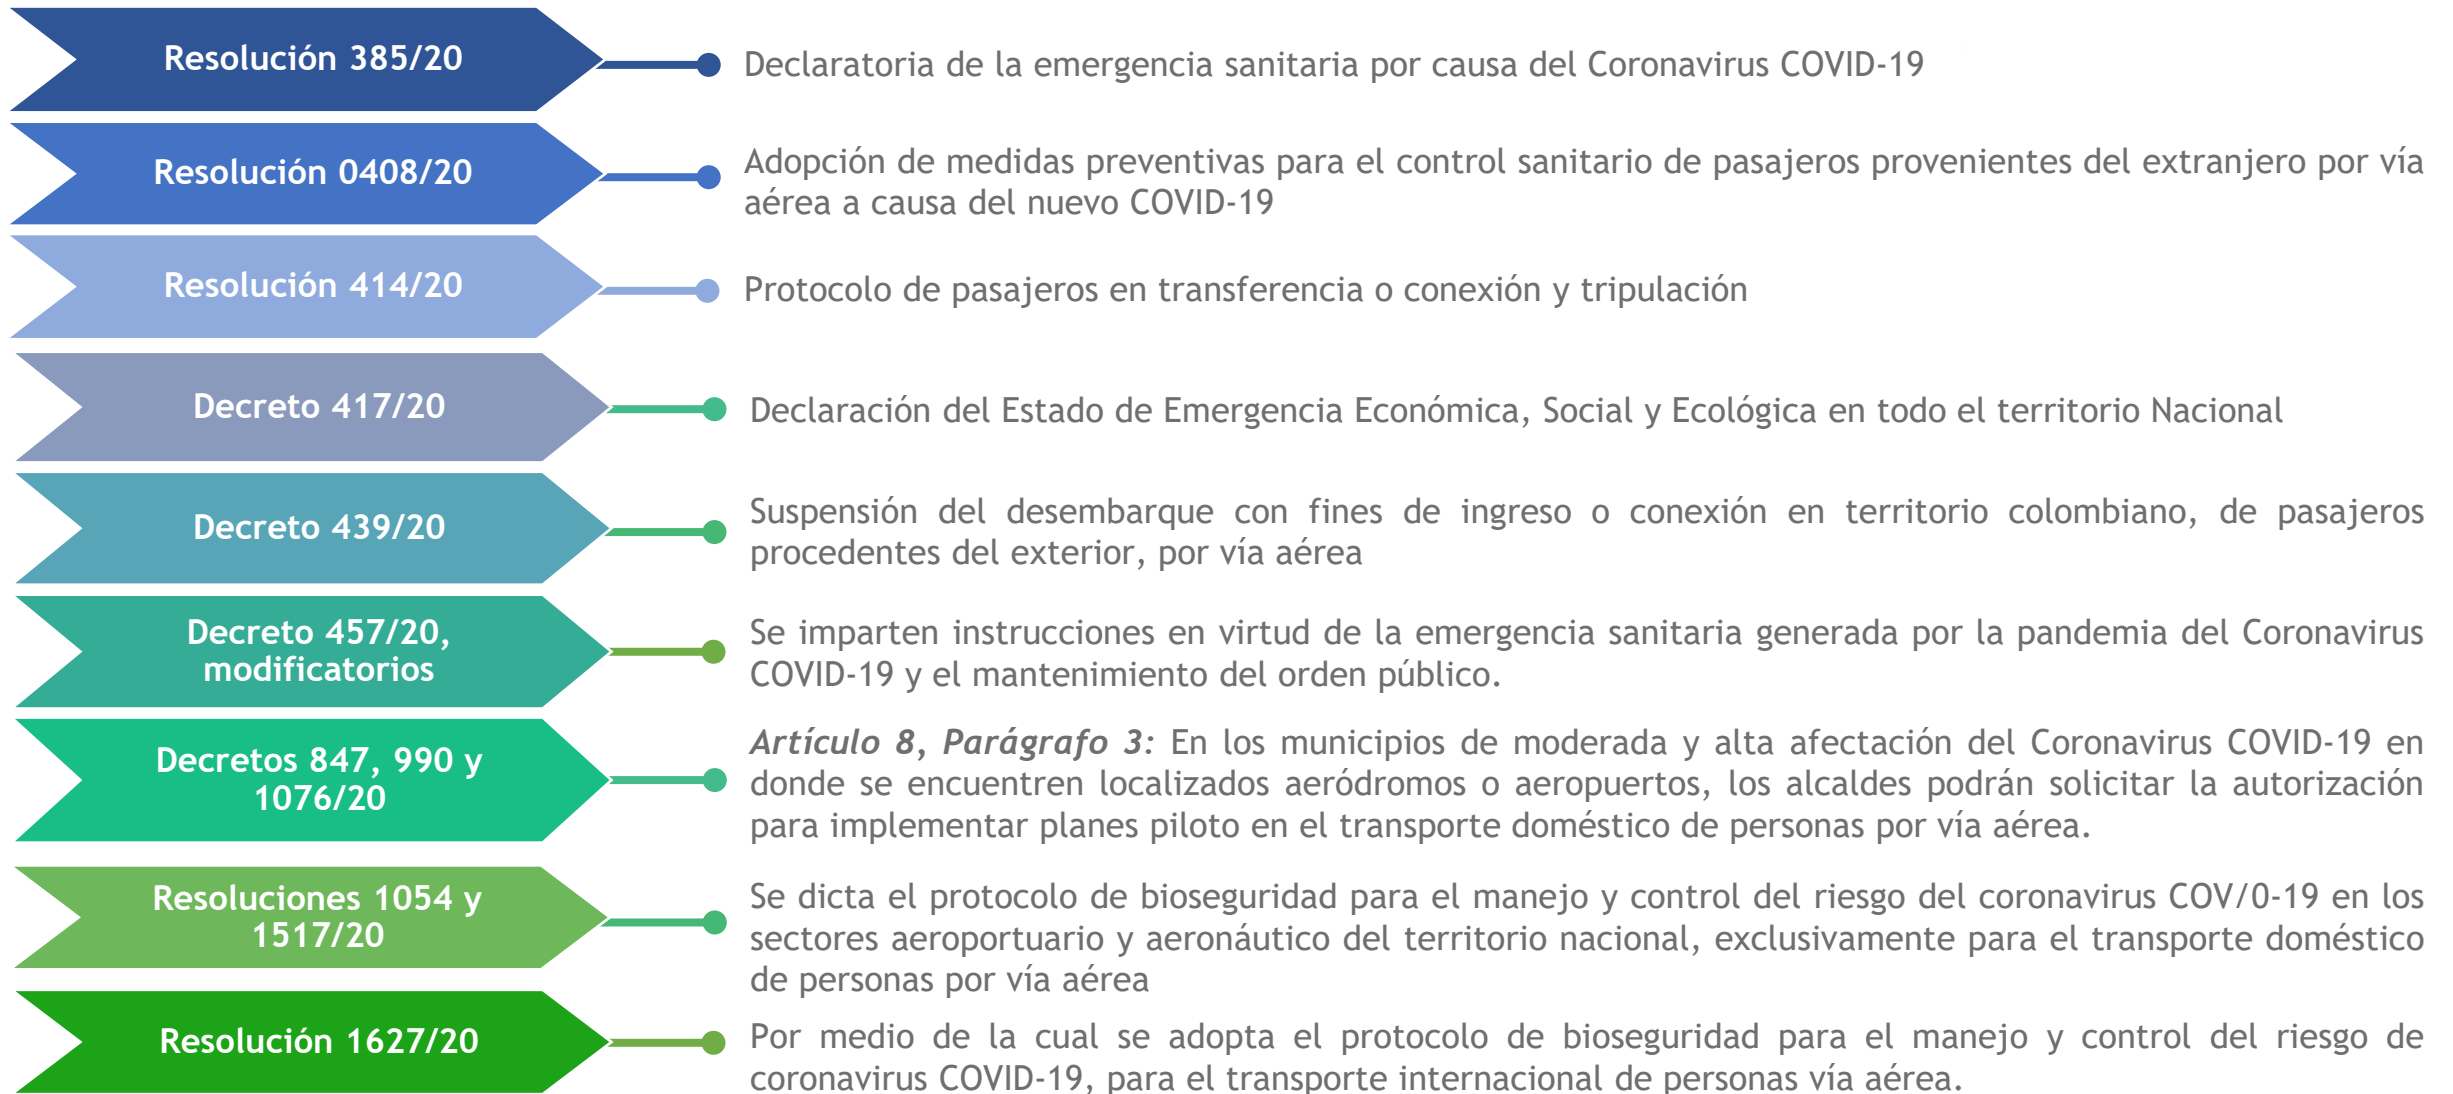 Resolución 385/20
Declaratoria de la emergencia sanitaria por causa del Coronavirus COVID-19
Resolución 0408/20
Adopción de medidas preventivas para el control sanitario de pasajeros provenientes del extranjero por vía
aérea a causa del nuevo COVID-19
Resolución 414/20
Protocolo de pasajeros en transferencia o conexión y tripulación
Decreto 417/20
Declaración del Estado de Emergencia Económica, Social y Ecológica en todo el territorio Nacional
Decreto 439/20
Suspensión del desembarque con fines de ingreso o conexión en territorio colombiano, de pasajeros
procedentes del exterior, por vía aérea
Decreto 457/20,
modificatorios
Se imparten instrucciones en virtud de la emergencia sanitaria generada por la pandemia del Coronavirus
COVID-19 y el mantenimiento del orden público.
Decretos 847, 990 y
1076/20
Artículo 8, Parágrafo 3: En los municipios de moderada y alta afectación del Coronavirus COVID-19 en
donde se encuentren localizados aeródromos o aeropuertos, los alcaldes podrán solicitar la autorización
para implementar planes piloto en el transporte doméstico de personas por vía aérea.
Resoluciones 1054 y
1517/20
Se dicta el protocolo de bioseguridad para el manejo y control del riesgo del coronavirus COV/0-19 en los
sectores aeroportuario y aeronáutico del territorio nacional, exclusivamente para el transporte doméstico
de personas por vía aérea
Resolución 1627/20
Por medio de la cual se adopta el protocolo de bioseguridad para el manejo y control del riesgo de
coronavirus COVID-19, para el transporte internacional de personas vía aérea.